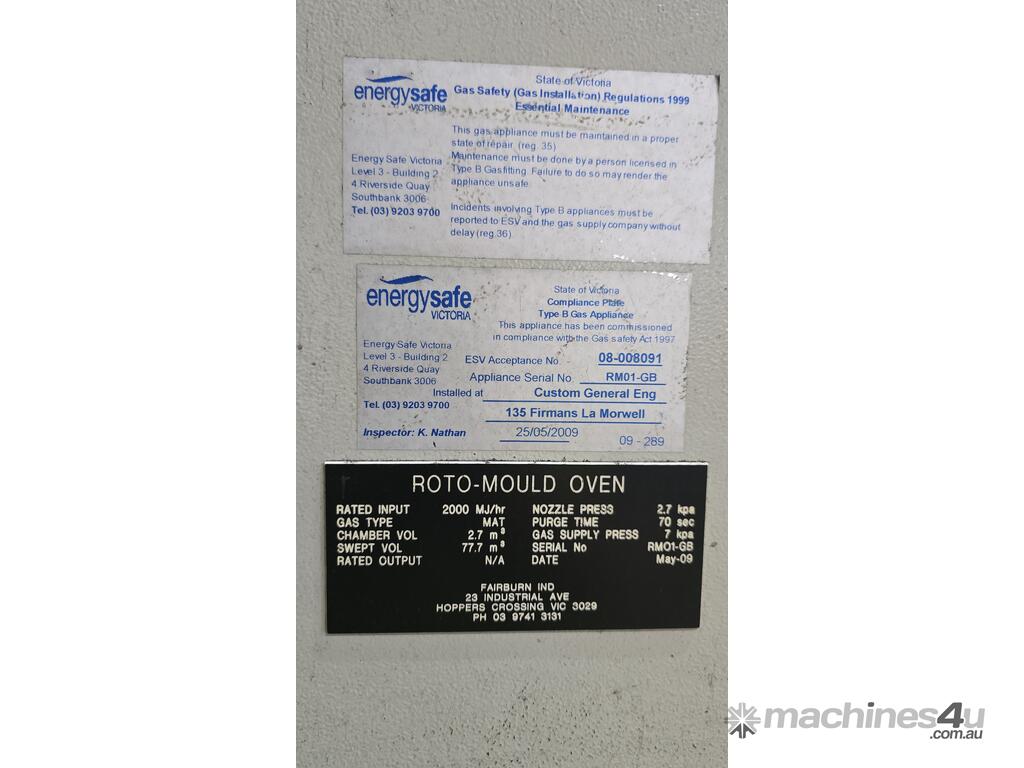 energysafe
VICTORIA
State of Victoria
Gas Safety (Gas Installation) Regulations 1999
Essential Maintenance
This gas appliance must be maintained in a proper
state of repair. (reg. 35)
Maintenance must be done by a person licensed in
Type B Gasfitting. Failure to do so may render the
appliance unsafe.
Incidents involving Type B appliances must be
reported to ESV and the gas supply company without
delay (reg.36).
Energy Safe Victoria
Level 3 - Building 2
4 Riverside Quay
Southbank 3006
Tel. (03) 9203 9700
energysafe
VICTORIA
State of Victoria
Compliance Plate
Type B Gas Appliance
This appliance has been commissioned
in compliance with the Gas safety Act 1997
Energy Safe Victoria
Level 3 - Building 2
4 Riverside Quay
Southbank 3006
Tel. (03) 9203 9700
Inspector: K. Nathan
ESV Acceptance No. 08-008091
Appliance Serial No. RM01-GB
Installed at Custom General Eng
135 Firmans La Morwell
25/05/2009 09 - 289
ROTO-MOULD OVEN
RATED INPUT 2000 MJ/hr NOZZLE PRESS 2.7 kpa
GAS TYPE MAT PURGE TIME 70 sec
CHAMBER VOL 2.7 m³ GAS SUPPLY PRESS 7 kpa
SWEPT VOL 77.7 m³ SERIAL No RM01-GB
RATED OUTPUT N/A DATE May-09
FAIRBURN IND
23 INDUSTRIAL AVE
HOPPERS CROSSING VIC 3029
PH 03 9741 3131
machines4u
.com.au